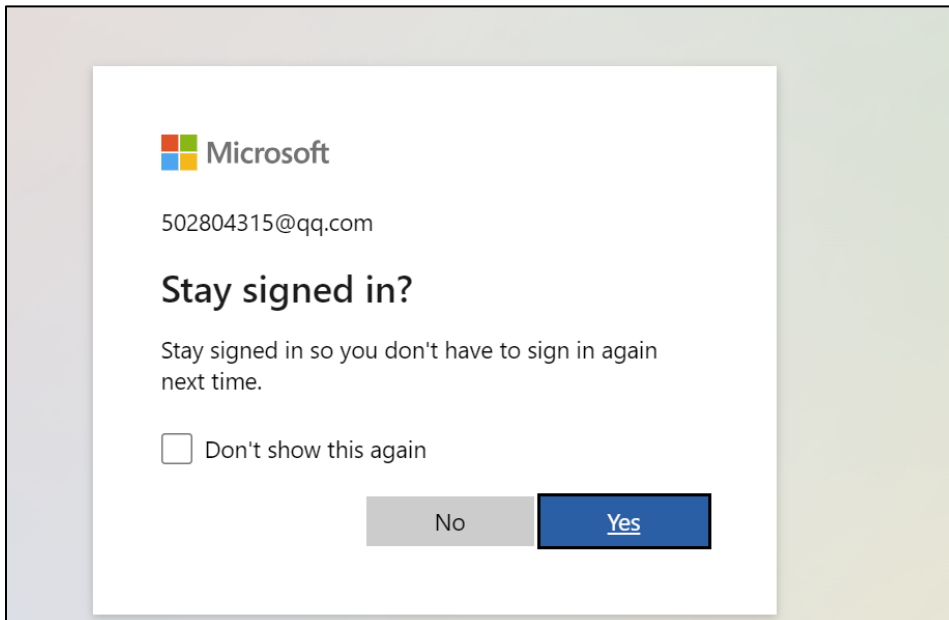 Microsoft
502804315@qq.com
Stay signed in?
Stay signed in so you don't have to sign in again
next time.
Don't show this again
No
Yes